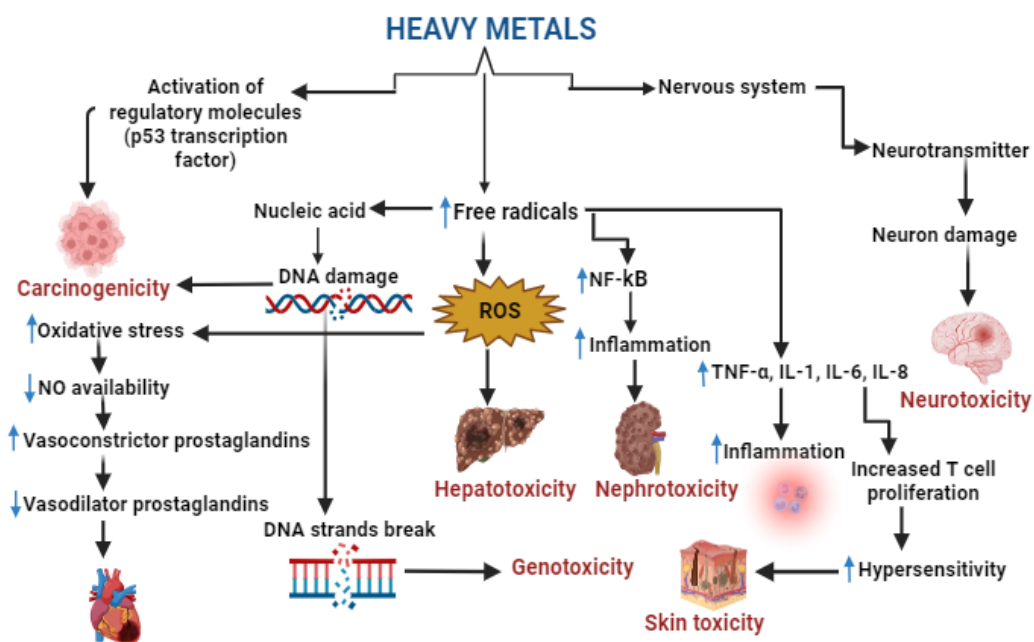 HEAVY METALS
Activation of
regulatory molecules
(p53 transcription
factor)
Nervous system
Neurotransmitter
Nucleic acid
Free radicals
Neuron damage
DNA damage
NF-kB
Carcinogenicity
ROS
Oxidative stress
Inflammation
TNF-α, IL-1, IL-6, IL-8
NO availability
Neurotoxicity
Vasoconstrictor prostaglandins
Inflammation
Increased T cell
proliferation
Hepatotoxicity
Nephrotoxicity
Vasodilator prostaglandins
DNA strands break
Genotoxicity
Hypersensitivity
Skin toxicity